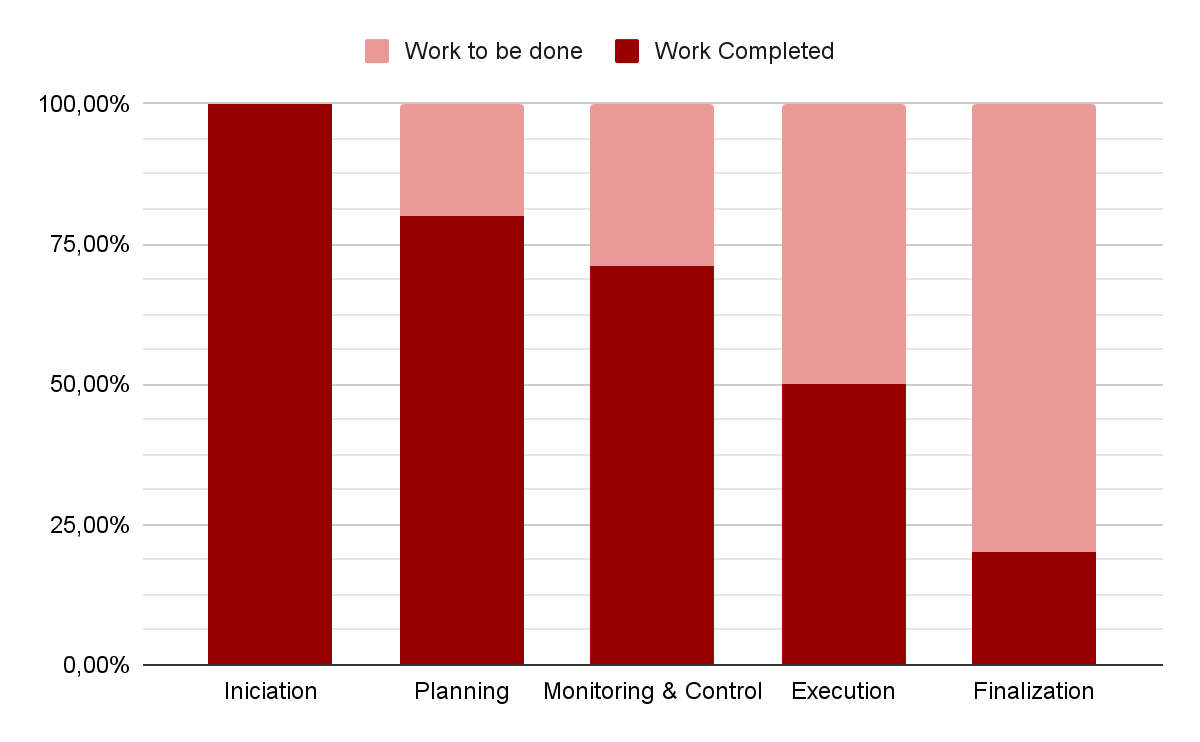 Work to be done Work Completed
100,00%
75,00%
50,00%
25,00%
0,00%
Iniciation Planning Monitoring & Control Execution Finalization